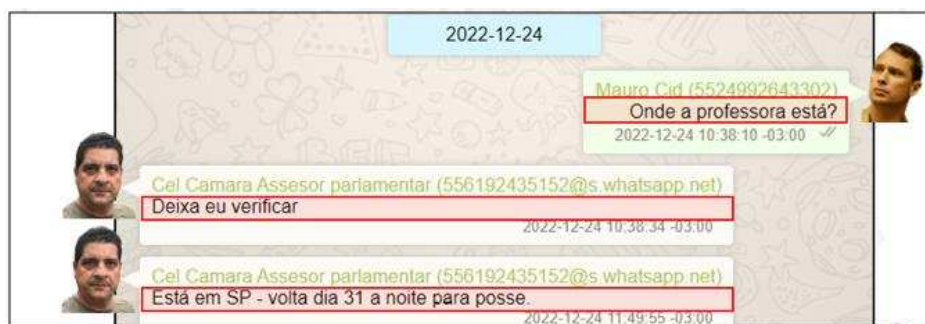 2022-12-24
Mauro Cid (5524992643302)
Onde a professora está?
2022-12-24 10:38:10 -03:00
Cel Camara Assesor parlamentar (556192435152@s.whatsapp.net)
Deixa eu verificar
2022-12-24 10:38:34 -03:00
Cel Camara Assesor parlamentar (556192435152@s.whatsapp.net)
Está em SP - volta dia 31 a noite para posse.
2022-12-24 11:49:55 -03:00